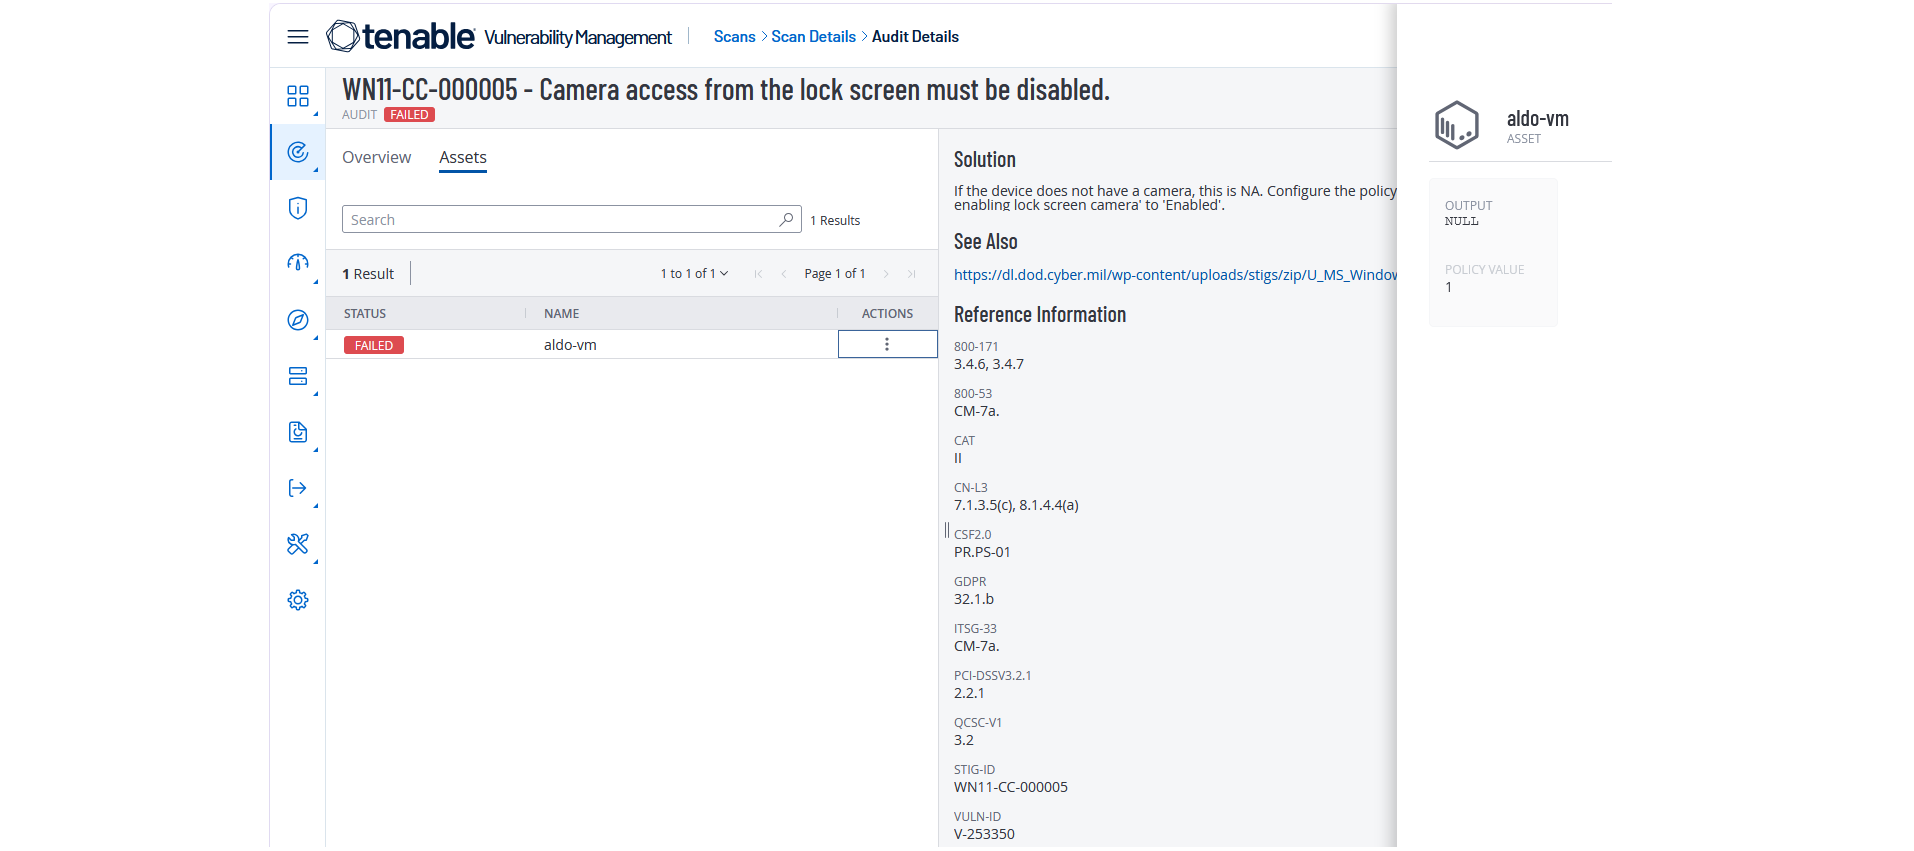 tenable Vulnerability Management
Scans > Scan Details > Audit Details
WN11-CC-000005 - Camera access from the lock screen must be disabled.
AUDIT FAILED
Overview Assets
Search
1 Results
1 Result
1 to 1 of 1
Page 1 of 1
STATUS NAME ACTIONS
FAILED aldo-vm
Solution
If the device does not have a camera, this is NA. Configure the policy
enabling lock screen camera' to 'Enabled'.
See Also
https://dl.dod.cyber.mil/wp-content/uploads/stigs/zip/U_MS_Window
Reference Information
800-171
3.4.6, 3.4.7
800-53
CM-7a.
CAT
II
CN-L3
7.1.3.5(c), 8.1.4.4(a)
CSF2.0
PR.PS-01
GDPR
32.1.b
ITSG-33
CM-7a.
PCI-DSSV3.2.1
2.2.1
QCSC-V1
3.2
STIG-ID
WN11-CC-000005
VULN-ID
V-253350
aldo-vm
ASSET
OUTPUT
NULL
POLICY VALUE
1